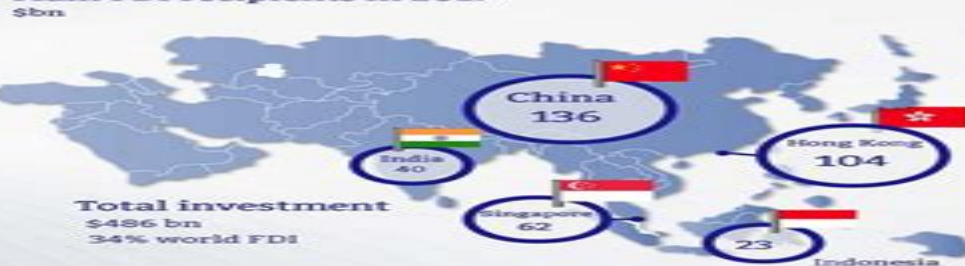 $bn
China
136
Hong Kong
104
India
40
Total investment
$486 bn
34% world FDI
Singapore
62
23
Indonesia